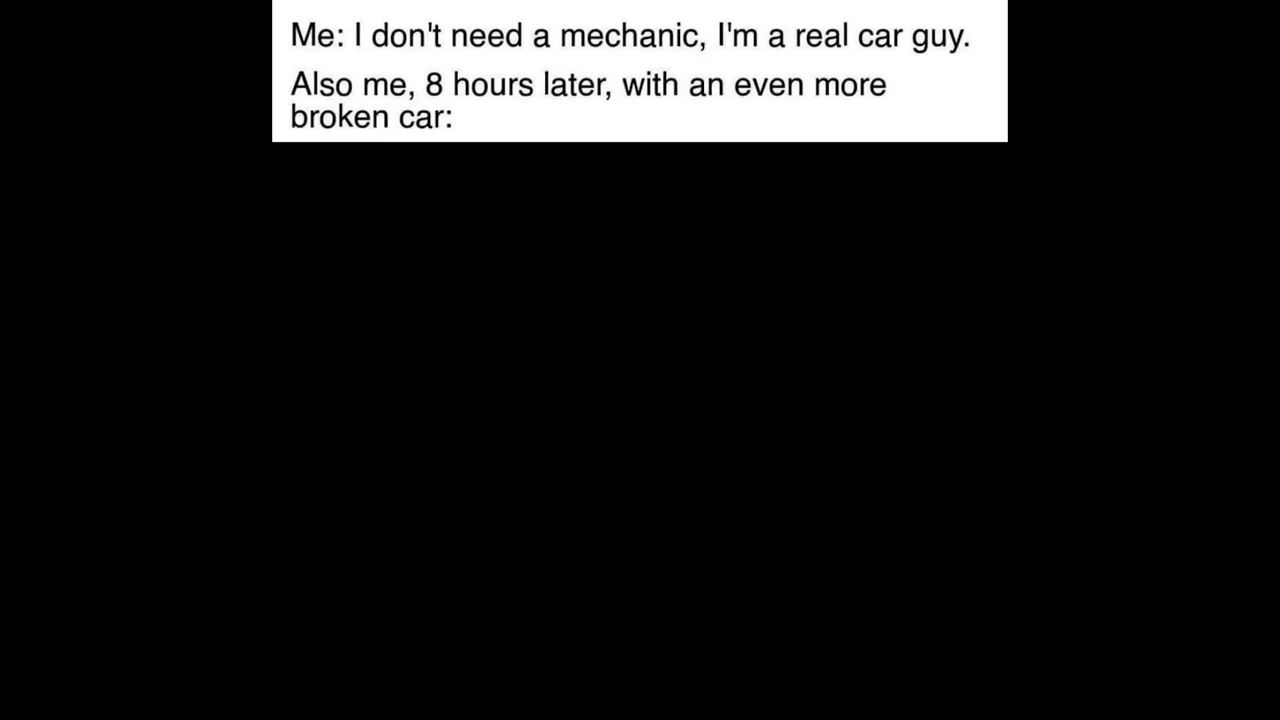 Me: I don't need a mechanic, I'm a real car guy.
Also me, 8 hours later, with an even more
broken car: